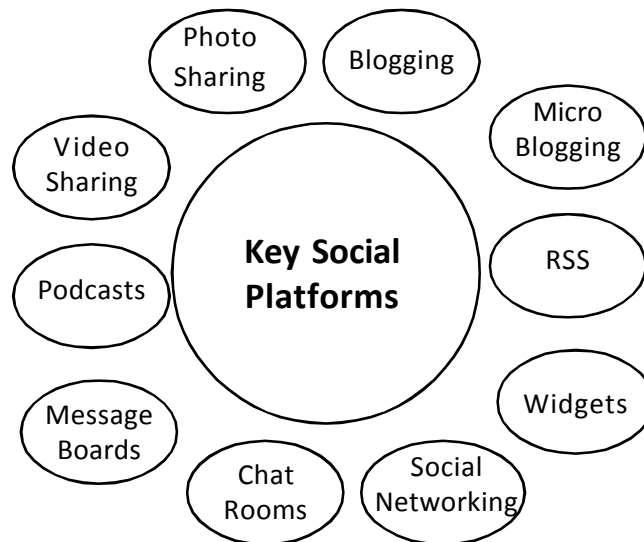 Photo
Sharing
Blogging
Micro
Blogging
Video
Sharing
Key Social
Platforms
RSS
Podcasts
Widgets
Message
Boards
Chat
Rooms
Social
Networking